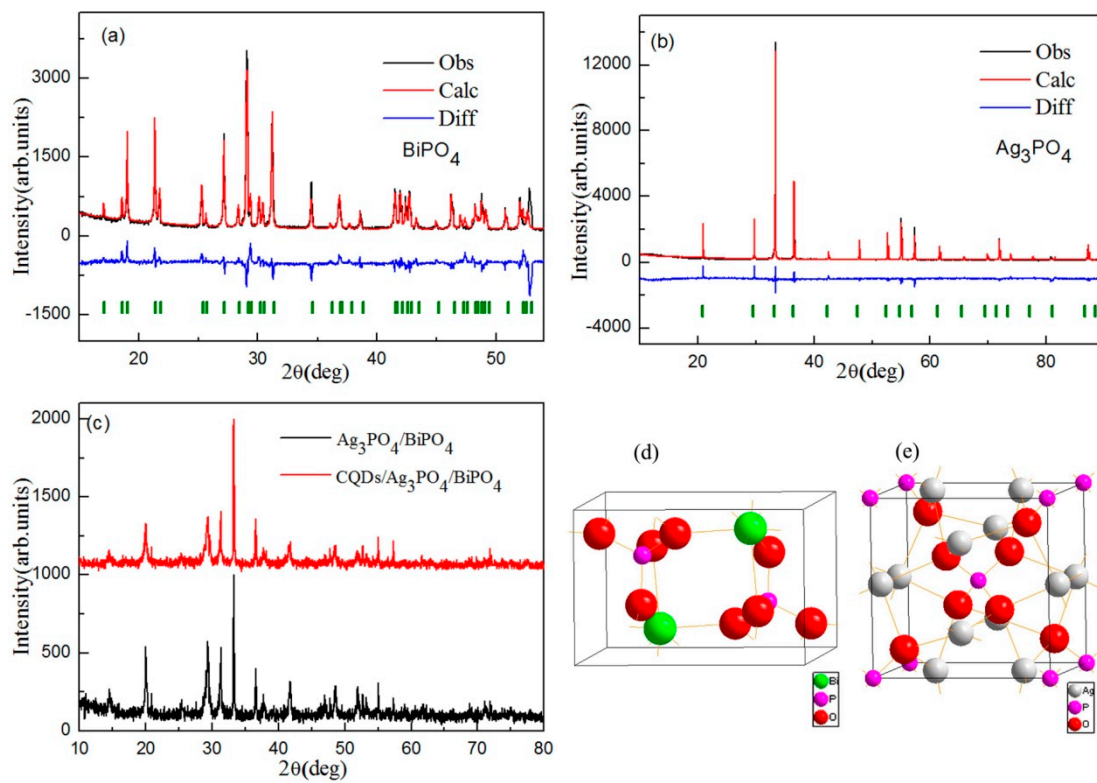 (a)
Obs
Calc
Diff
BiPO4
Intensity(arb.units)
3000
1500
0
-1500
20
30
40
50
2θ(deg)
(b)
Obs
Calc
Diff
Ag3PO4
Intensity(arb.units)
12000
8000
4000
0
-4000
20
40
60
80
2θ(deg)
(c)
Ag3PO4/BiPO4
CQDs/Ag3PO4/BiPO4
Intensity(arb.units)
2000
1500
1000
500
0
10
20
30
40
50
60
70
80
2θ(deg)
(d)
Bi
P
O
(e)
Ag
P
O